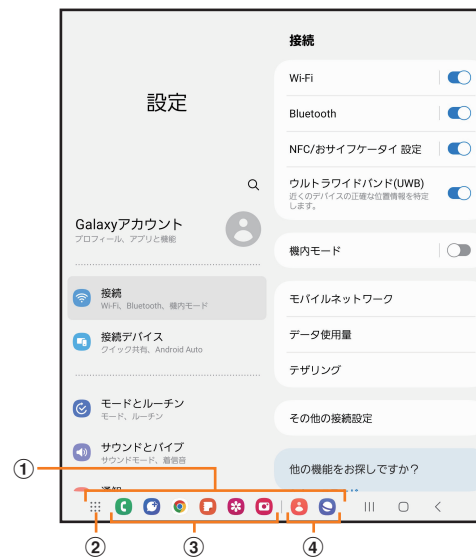 設定
Galaxyアカウント
プロフィール、アプリと機能
接続
Wi-Fi、Bluetooth、機内モード
接続デバイス
クイック共有、Android Auto
モードとルーチン
モード、ルーチン
サウンドとバイブ
サウンドモード、着信音
通知
接続
Wi-Fi
Bluetooth
NFC/おサイフケータイ 設定
ウルトラワイドバンド(UWB)
近くのデバイスの正確な位置情報を特定
します。
機内モード
モバイルネットワーク
データ使用量
テザリング
その他の接続設定
他の機能をお探しですか？
①
② ③ ④